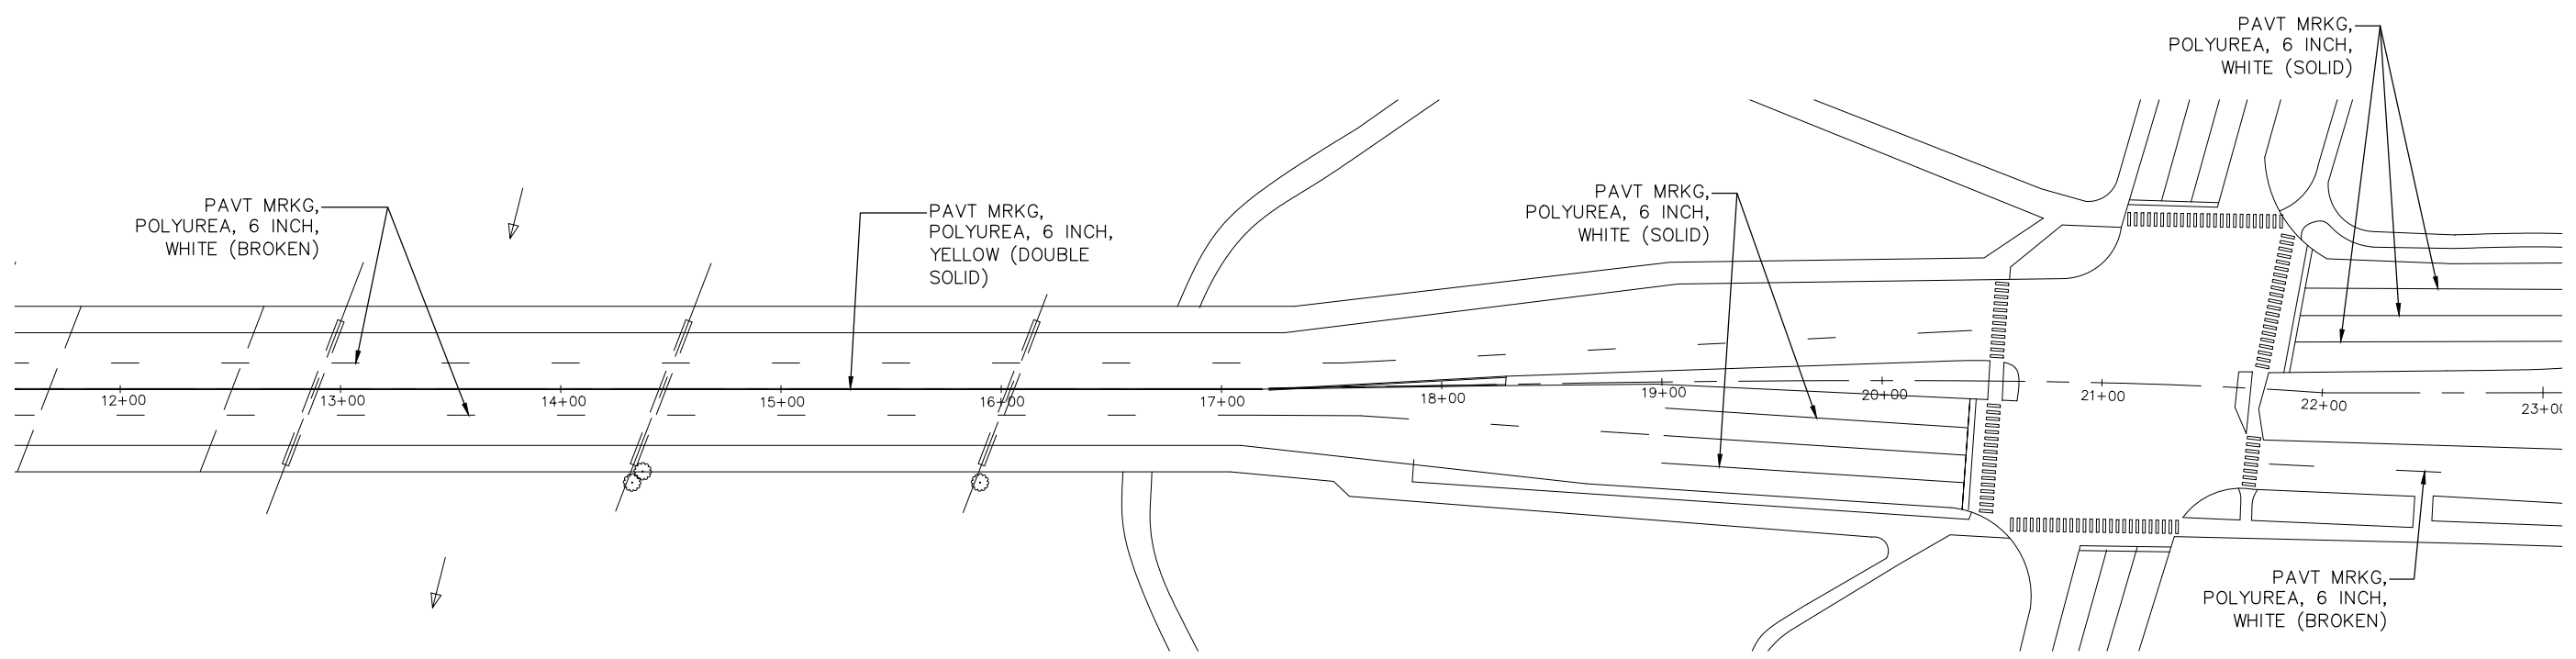 PAVT MRKG,
POLYUREA, 6 INCH,
WHITE (SOLID)
PAVT MRKG,
POLYUREA, 6 INCH,
WHITE (BROKEN)
PAVT MRKG,
POLYUREA, 6 INCH,
YELLOW (DOUBLE
SOLID)
PAVT MRKG,
POLYUREA, 6 INCH,
WHITE (SOLID)
12+00
13+00
14+00
15+00
16+00
17+00
18+00
19+00
20+00
21+00
22+00
23+00
PAVT MRKG,
POLYUREA, 6 INCH,
WHITE (BROKEN)